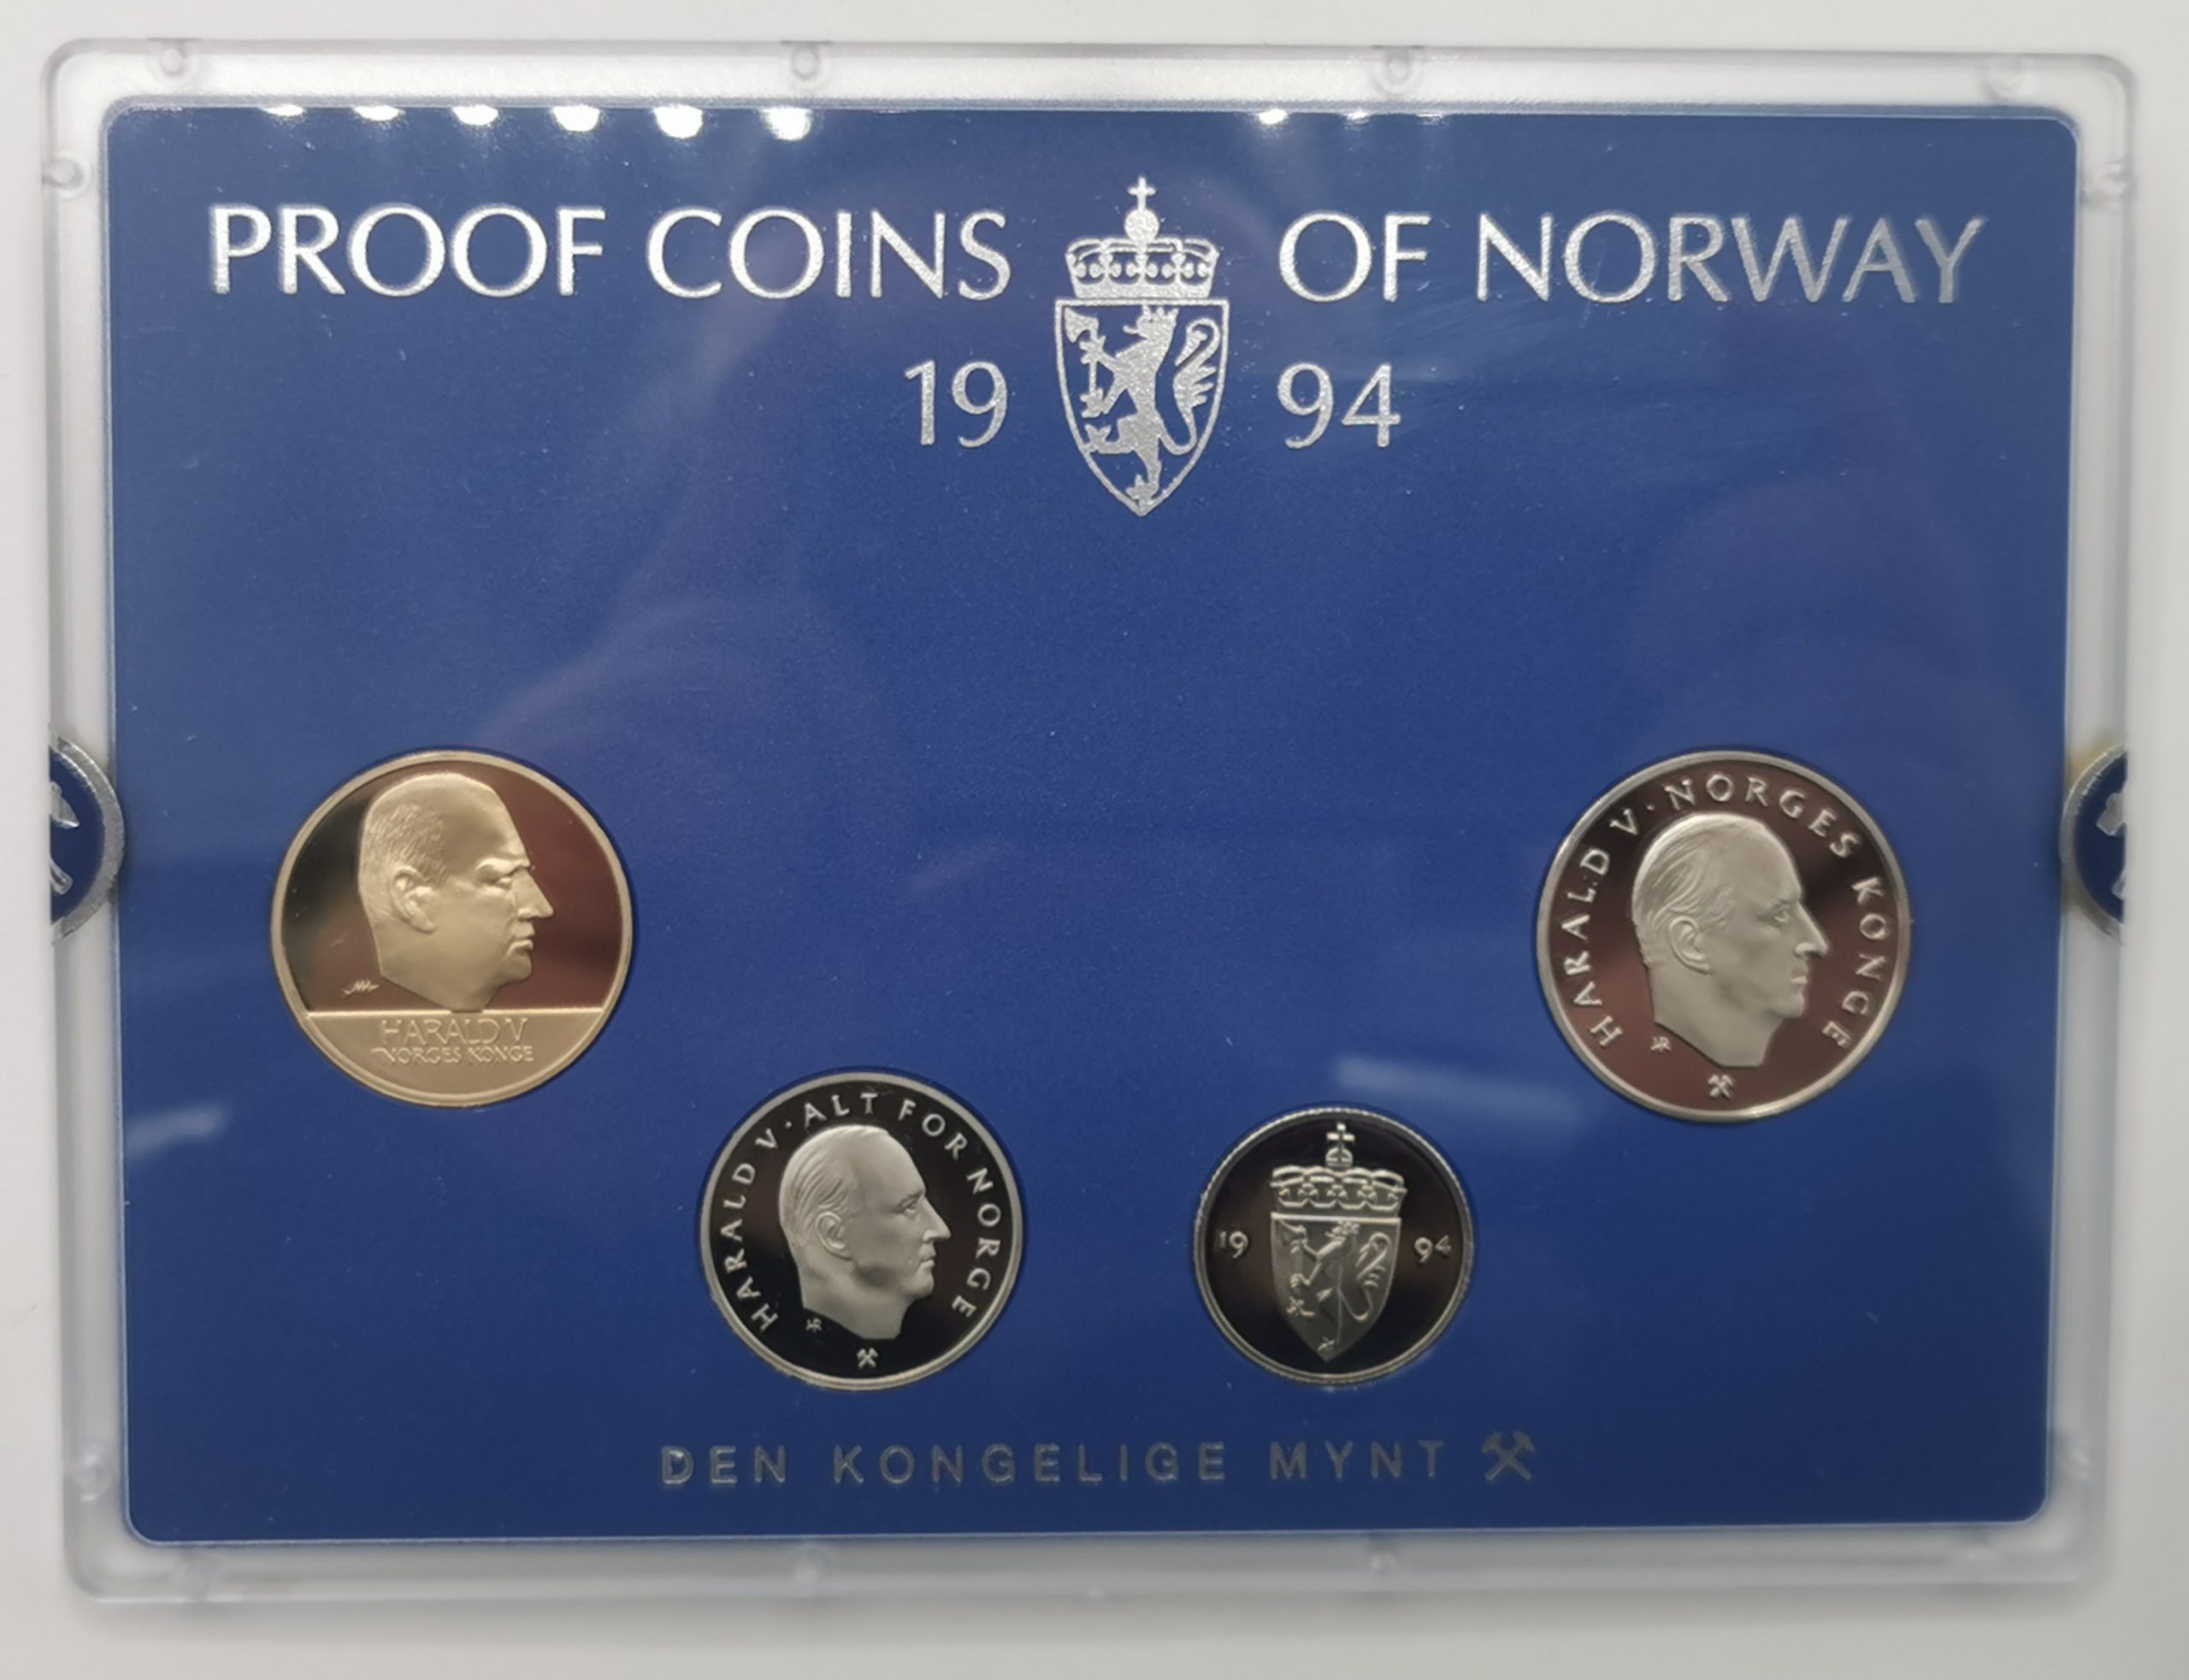 PROOF COINS OF NORWAY
19 94
HARALD V
NORGES KONGE
HARALD V · ALT FOR NORGE
19 94
HARALD V · NORGES KONGE
DEN KONGELIGE MYNT